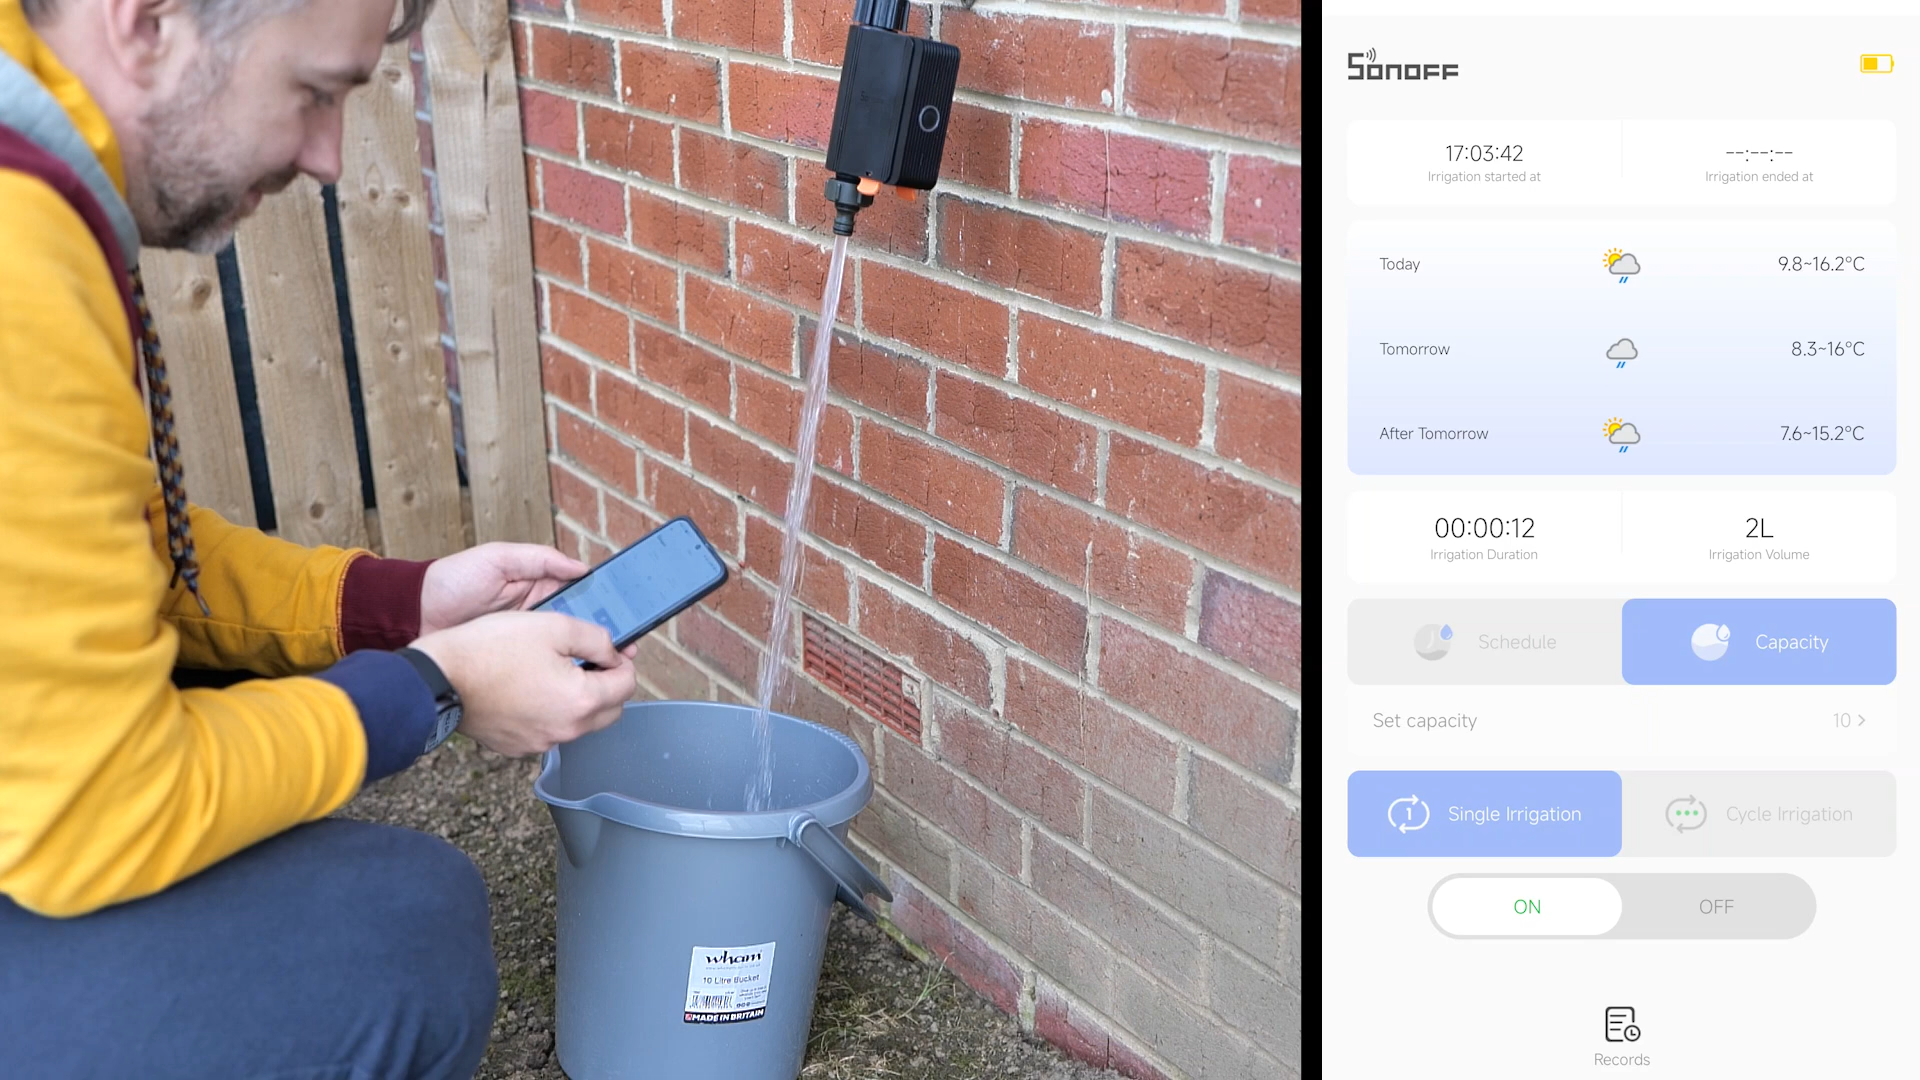 wham
10 Litre Bucket
MADE IN BRITAIN
SONOFF
17:03:42
Irrigation started at
--:--:--
Irrigation ended at
Today
9.8~16.2°C
Tomorrow
8.3~16°C
After Tomorrow
7.6~15.2°C
00:00:12
Irrigation Duration
2L
Irrigation Volume
Schedule
Capacity
Set capacity
10 >
1
Single Irrigation
Cycle Irrigation
ON
OFF
Records